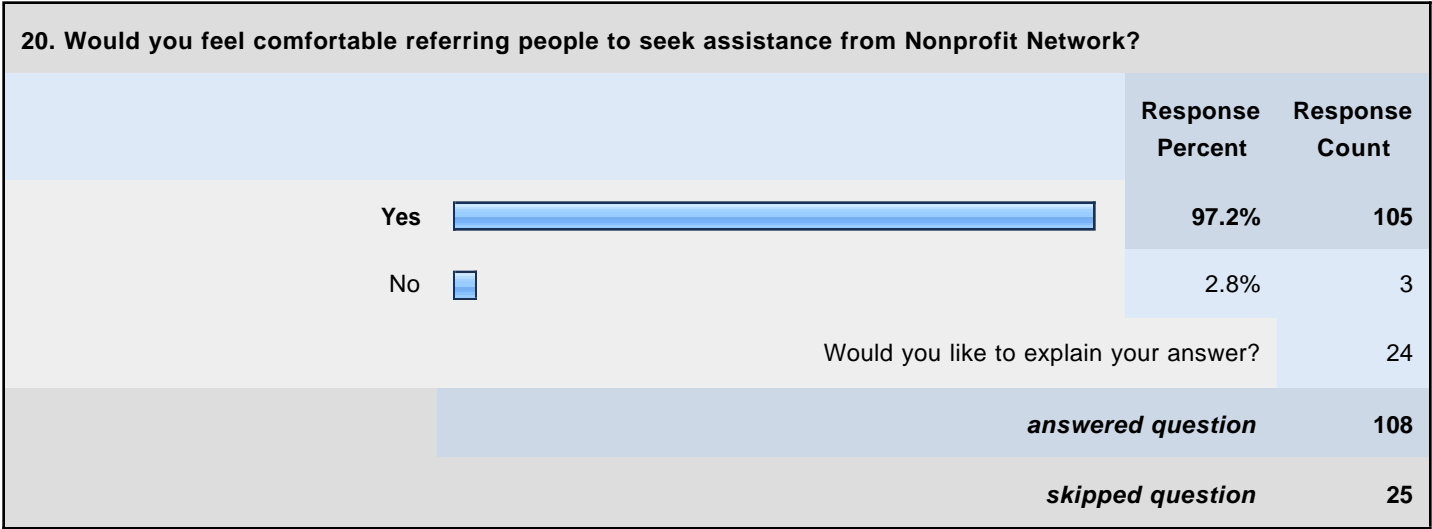 20. Would you feel comfortable referring people to seek assistance from Nonprofit Network?
Response Percent
Response Count
Yes 97.2% 105
No 2.8% 3
Would you like to explain your answer? 24
answered question 108
skipped question 25